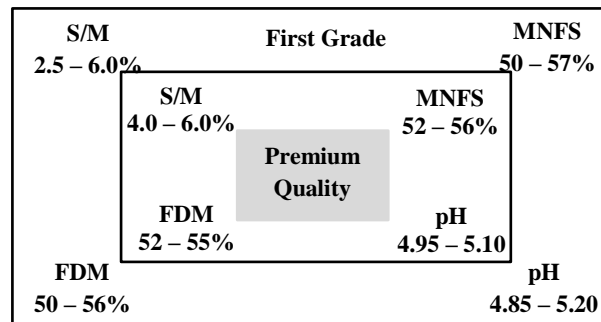 S/M
2.5 – 6.0%
First Grade
MNFS
50 – 57%
S/M
4.0 – 6.0%
MNFS
52 – 56%
Premium
Quality
FDM
52 – 55%
pH
4.95 – 5.10
FDM
50 – 56%
pH
4.85 – 5.20